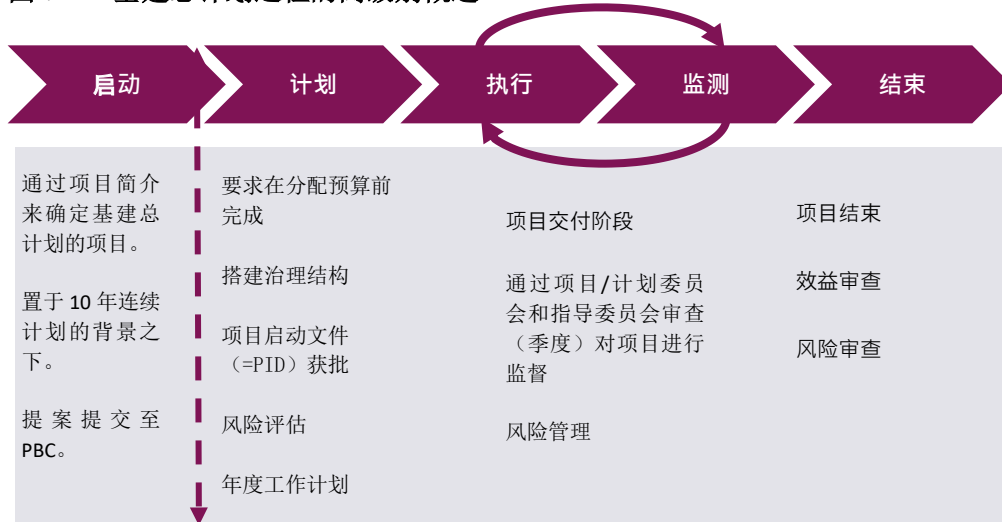 启动
计划
执行
监测
结束
通过项目简介
来确定基建总
计划的项目。
置于 10 年连续
计划的背景之
下。
提案提交至
PBC。
要求在分配预算前
完成
搭建治理结构
项目启动文件
（=PID）获批
风险评估
年度工作计划
项目交付阶段
通过项目/计划委员
会和指导委员会审查
（季度）对项目进行
监督
风险管理
项目结束
效益审查
风险审查